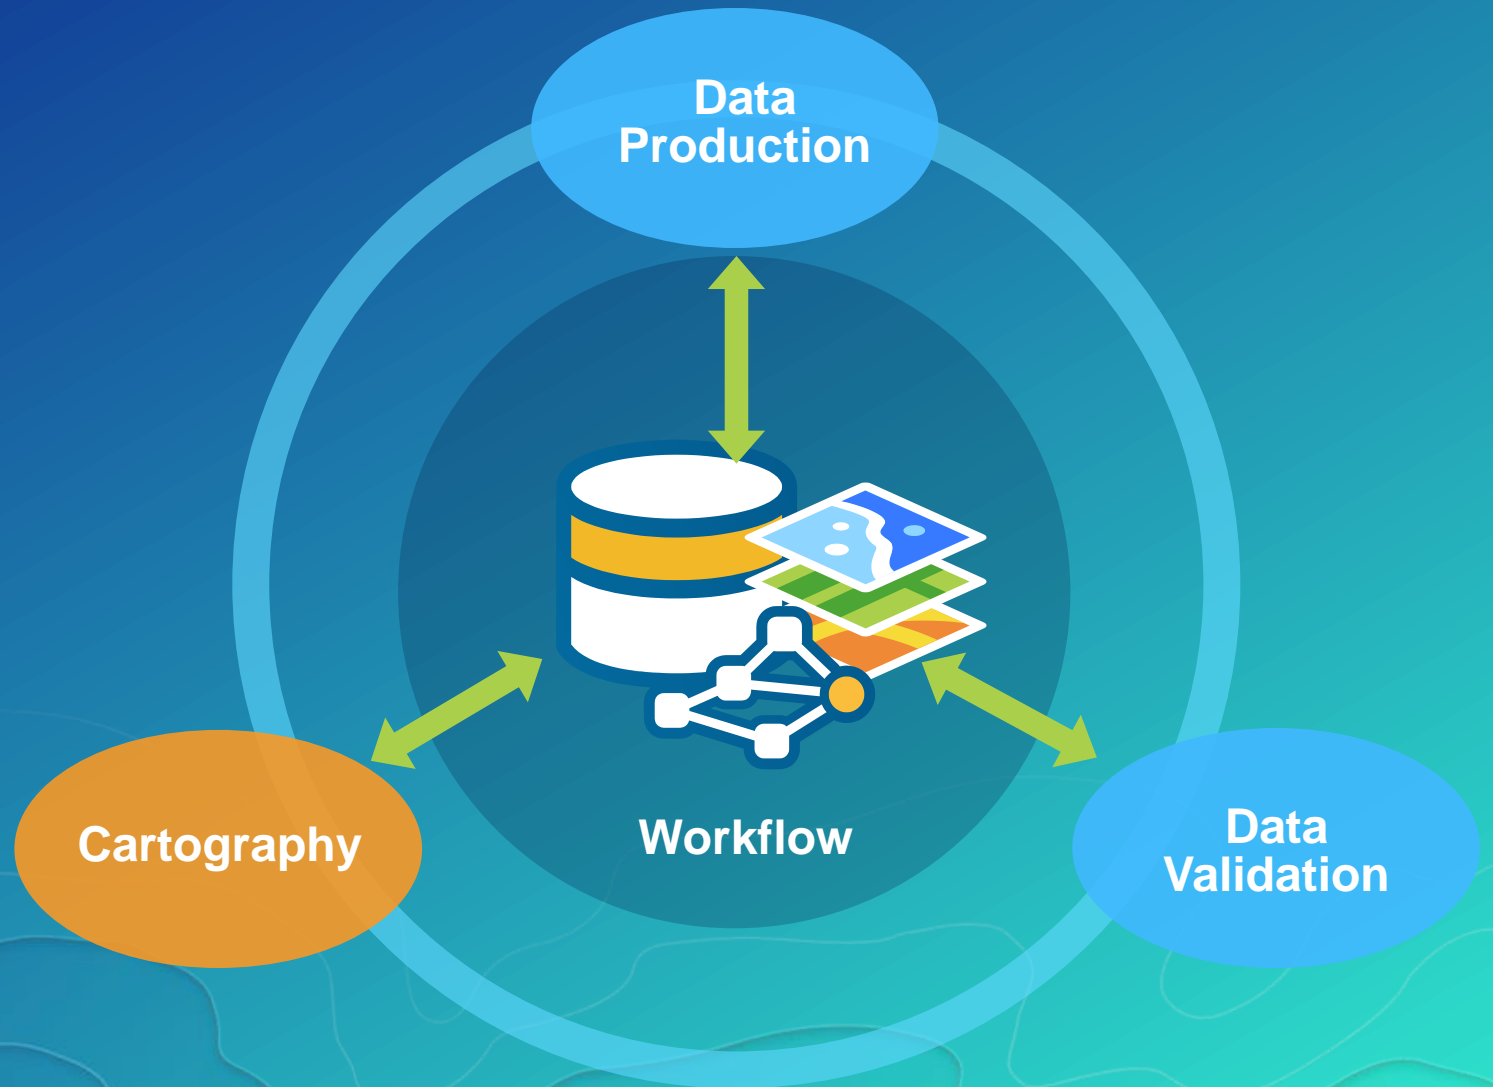 Data
Production
Cartography
Workflow
Data
Validation